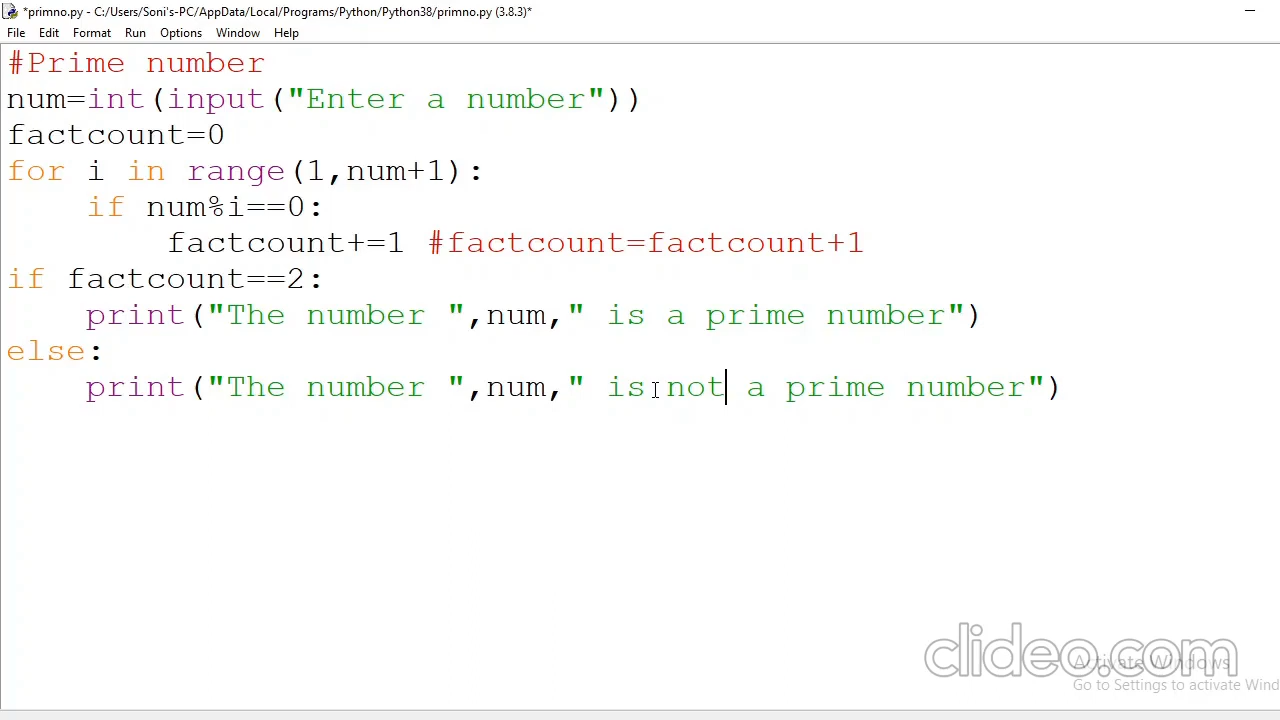 *primno.py - C:/Users/Soni's-PC/AppData/Local/Programs/Python/Python38/primno.py (3.8.3)*
File Edit Format Run Options Window Help
#Prime number
num=int(input("Enter a number"))
factcount=0
for i in range(1,num+1):
    if num%i==0:
        factcount+=1 #factcount=factcount+1
if factcount==2:
    print("The number ",num," is a prime number")
else:
    print("The number ",num," is not a prime number")
clideo.com
Activate Windows
Go to Settings to activate Wind